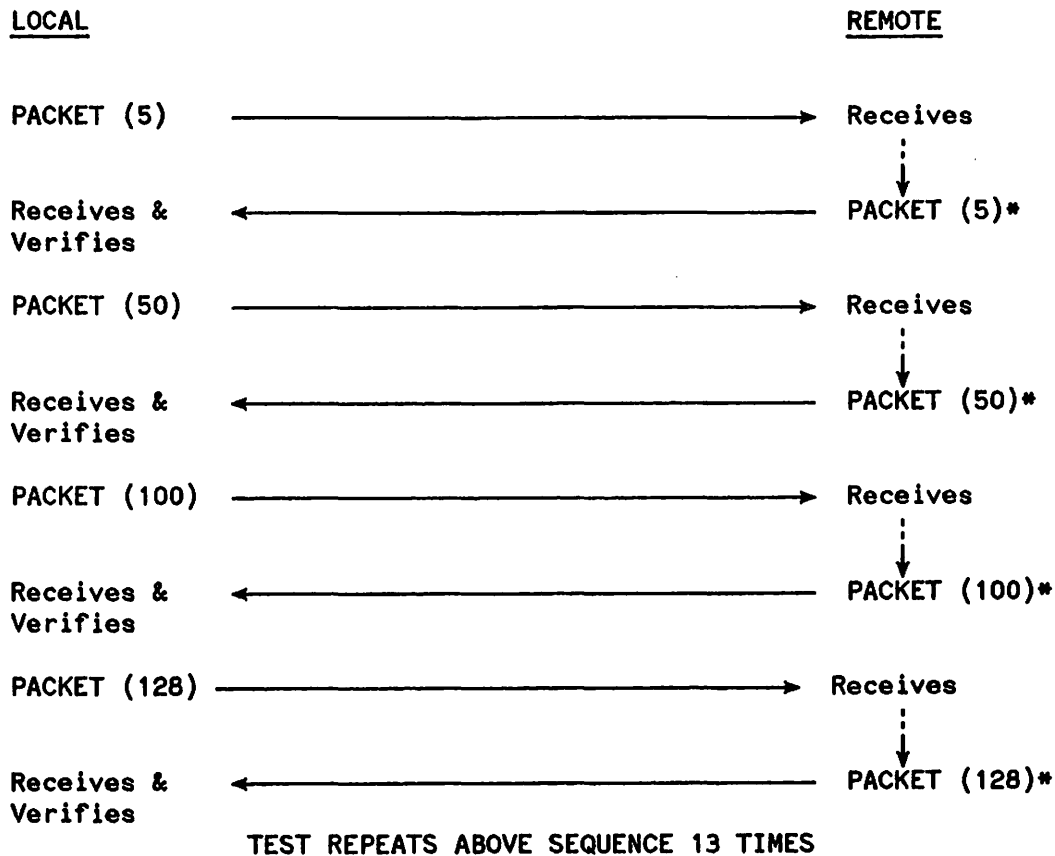 LOCAL REMOTE
PACKET (5) Receives
Receives & PACKET (5)*
Verifies
PACKET (50) Receives
Receives & PACKET (50)*
Verifies
PACKET (100) Receives
Receives & PACKET (100)*
Verifies
PACKET (128) Receives
Receives & PACKET (128)*
Verifies
TEST REPEATS ABOVE SEQUENCE 13 TIMES